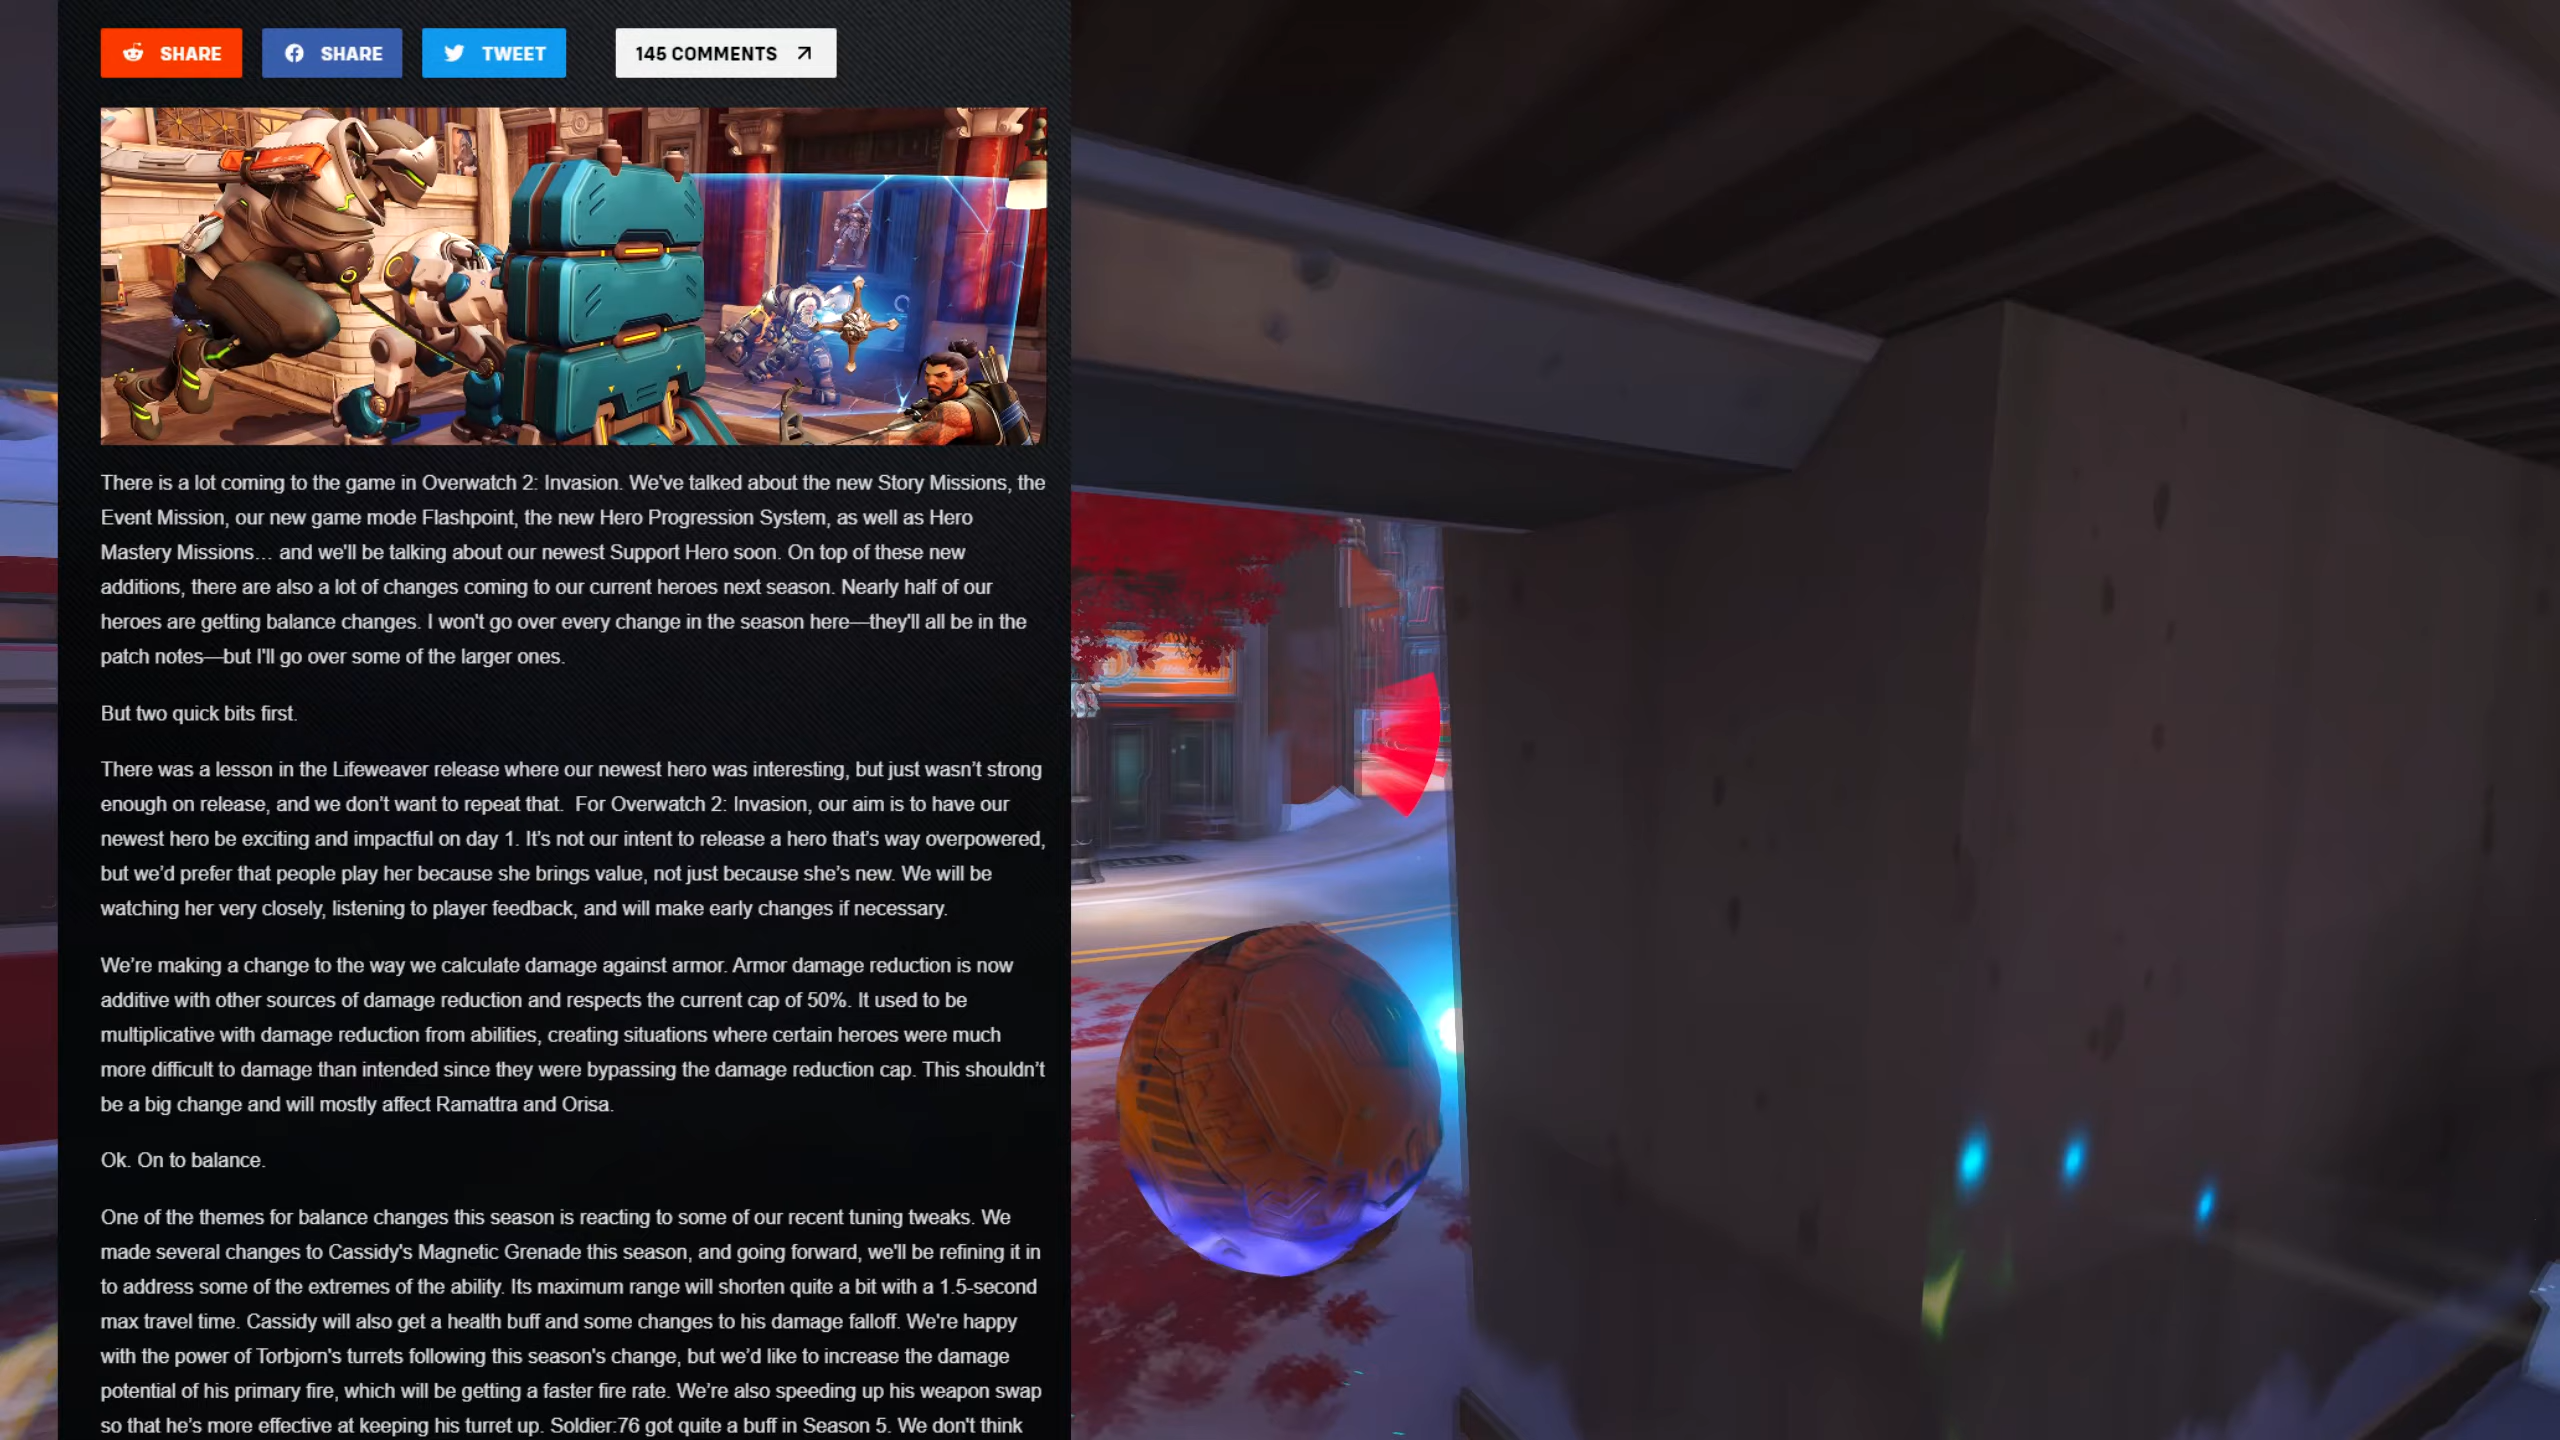 SHARE SHARE TWEET 145 COMMENTS
There is a lot coming to the game in Overwatch 2: Invasion. We've talked about the new Story Missions, the
Event Mission, our new game mode Flashpoint, the new Hero Progression System, as well as Hero
Mastery Missions… and we'll be talking about our newest Support Hero soon. On top of these new
additions, there are also a lot of changes coming to our current heroes next season. Nearly half of our
heroes are getting balance changes. I won't go over every change in the season here—they'll all be in the
patch notes—but I'll go over some of the larger ones.
But two quick bits first.
There was a lesson in the Lifeweaver release where our newest hero was interesting, but just wasn’t strong
enough on release, and we don’t want to repeat that.  For Overwatch 2: Invasion, our aim is to have our
newest hero be exciting and impactful on day 1. It’s not our intent to release a hero that’s way overpowered,
but we’d prefer that people play her because she brings value, not just because she’s new. We will be
watching her very closely, listening to player feedback, and will make early changes if necessary.
We’re making a change to the way we calculate damage against armor. Armor damage reduction is now
additive with other sources of damage reduction and respects the current cap of 50%. It used to be
multiplicative with damage reduction from abilities, creating situations where certain heroes were much
more difficult to damage than intended since they were bypassing the damage reduction cap. This shouldn’t
be a big change and will mostly affect Ramattra and Orisa.
Ok. On to balance.
One of the themes for balance changes this season is reacting to some of our recent tuning tweaks. We
made several changes to Cassidy's Magnetic Grenade this season, and going forward, we'll be refining it in
to address some of the extremes of the ability. Its maximum range will shorten quite a bit with a 1.5-second
max travel time. Cassidy will also get a health buff and some changes to his damage falloff. We're happy
with the power of Torbjorn's turrets following this season's change, but we’d like to increase the damage
potential of his primary fire, which will be getting a faster fire rate. We’re also speeding up his weapon swap
so that he’s more effective at keeping his turret up. Soldier:76 got quite a buff in Season 5. We don't think